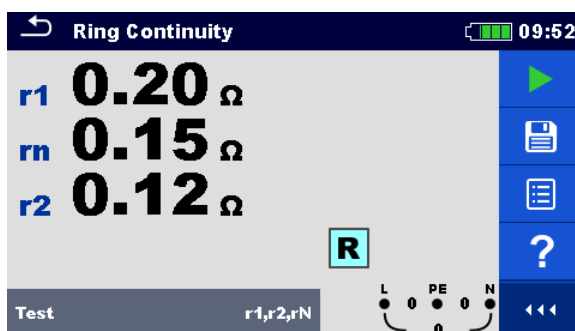 Ring Continuity 09:52
r1 0.20 Ω
rn 0.15 Ω
r2 0.12 Ω
R
?
L PE N
0 0
0
Test r1,r2,rN